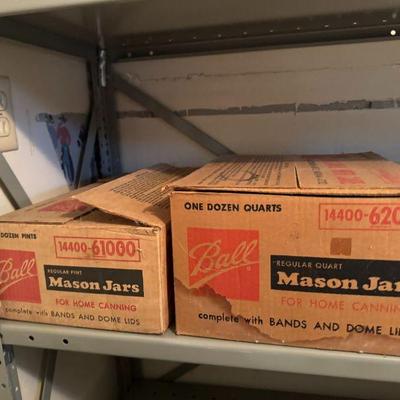 DOZEN PINTS
14400-61000
Ball
REGULAR PINT
Mason Jars
FOR HOME CANNING
complete with BANDS AND DOME LIDS
ONE DOZEN QUARTS
14400-620
Ball
REGULAR QUART
Mason Jar
FOR HOME CANNING
complete with BANDS AND DOME LI